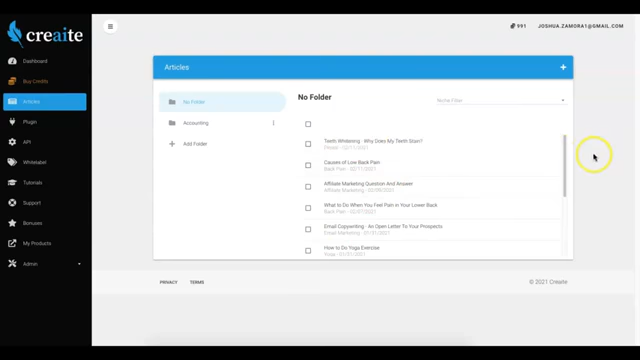 creaite
991
JOSHUA.ZAMORA1@GMAIL.COM
Dashboard
Buy Credits
Articles
Plugin
API
Whitelabel
Tutorials
Support
Bonuses
My Products
Admin
Articles
No Folder
Accounting
Add Folder
No Folder
Niche Filter
Teeth Whitening - Why Does My Teeth Stain?
02/11/2021
Causes of Low Back Pain
Back Pain - 02/11/2021
Affiliate Marketing Question And Answer
Affiliate Marketing - 02/09/2021
What to Do When You Feel Pain in Your Lower Back
Back Pain - 02/07/2021
Email Copywriting - An Open Letter To Your Prospects
Email Marketing - 01/31/2021
How to Do Yoga Exercise
Yoga - 01/31/2021
PRIVACY
TERMS
© 2021 Creaite